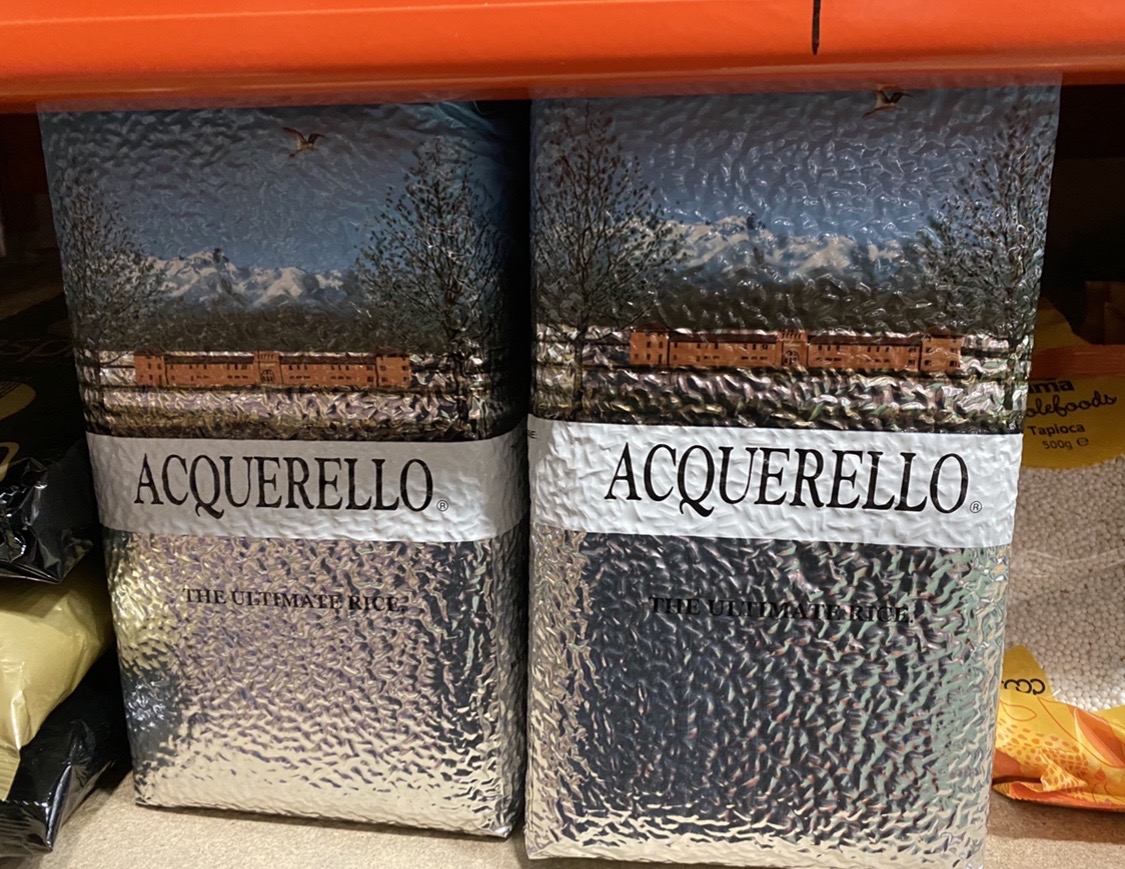 ACQUERELLO®
THE ULTIMATE RICE.
ACQUERELLO®
THE ULTIMATE RICE.
Tapioca
500g ℮